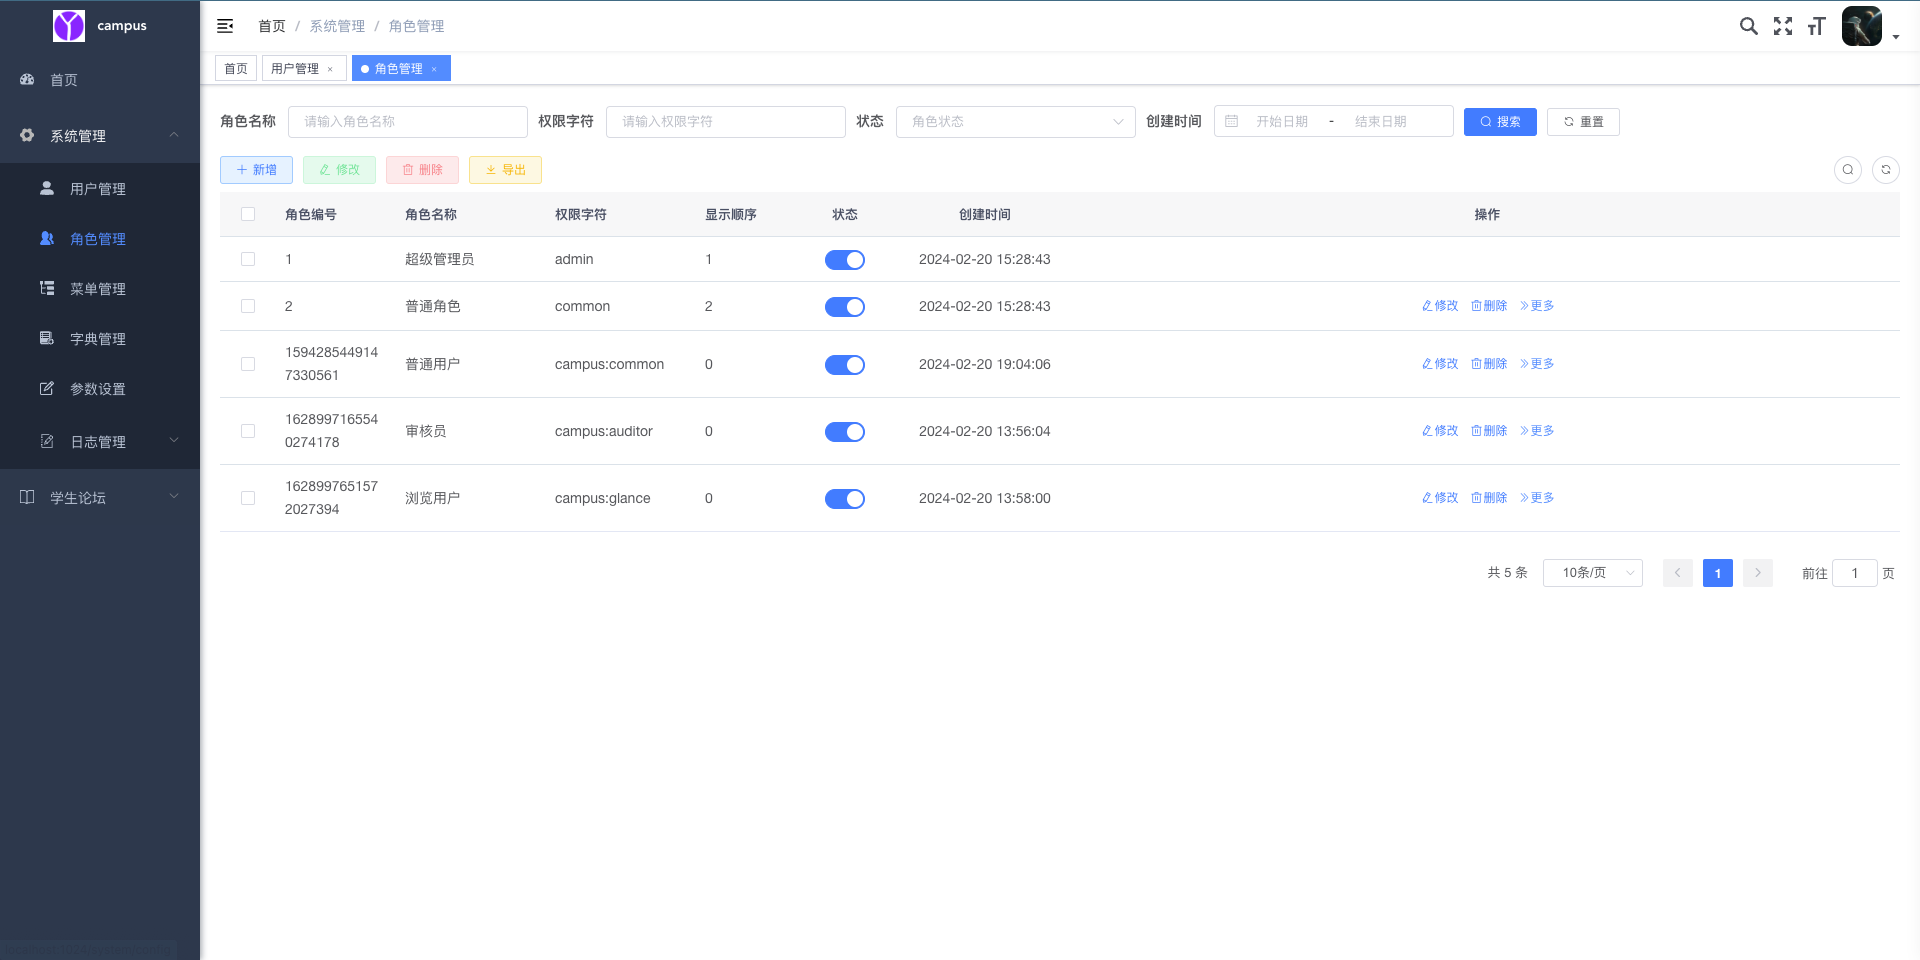 campus
首页 / 系统管理 / 角色管理
首页
用户管理 ×
角色管理 ×
首页
系统管理
用户管理
角色管理
菜单管理
字典管理
参数设置
日志管理
学生论坛
角色名称 请输入角色名称 权限字符 请输入权限字符 状态 角色状态 创建时间 开始日期 - 结束日期 搜索 重置
新增 修改 删除 导出
角色编号 角色名称 权限字符 显示顺序 状态 创建时间 操作
1 超级管理员 admin 1 2024-02-20 15:28:43
2 普通角色 common 2 2024-02-20 15:28:43 修改 删除 更多
159428544914
7330561
普通用户 campus:common 0 2024-02-20 19:04:06 修改 删除 更多
162899716554
0274178
审核员 campus:auditor 0 2024-02-20 13:56:04 修改 删除 更多
162899765157
2027394
浏览用户 campus:glance 0 2024-02-20 13:58:00 修改 删除 更多
共 5 条 10条/页 1 前往 1 页